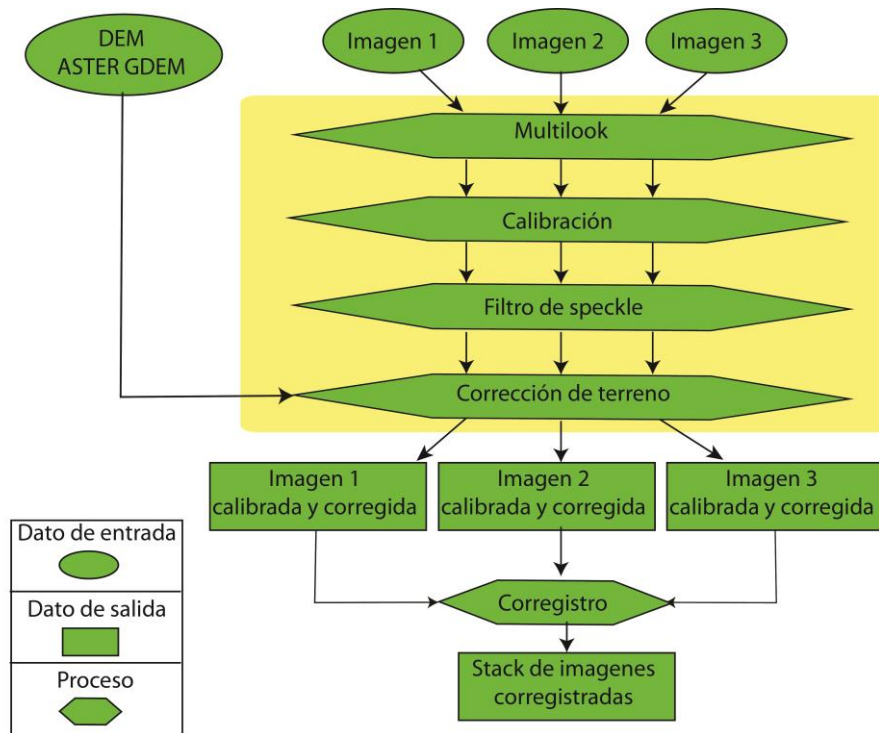 DEM
ASTER GDEM
Imagen 1
Imagen 2
Imagen 3
Multilook
Calibración
Filtro de speckle
Corrección de terreno
Imagen 1
calibrada y corregida
Imagen 2
calibrada y corregida
Imagen 3
calibrada y corregida
Corregistro
Stack de imagenes
corregistradas
Dato de entrada
Dato de salida
Proceso